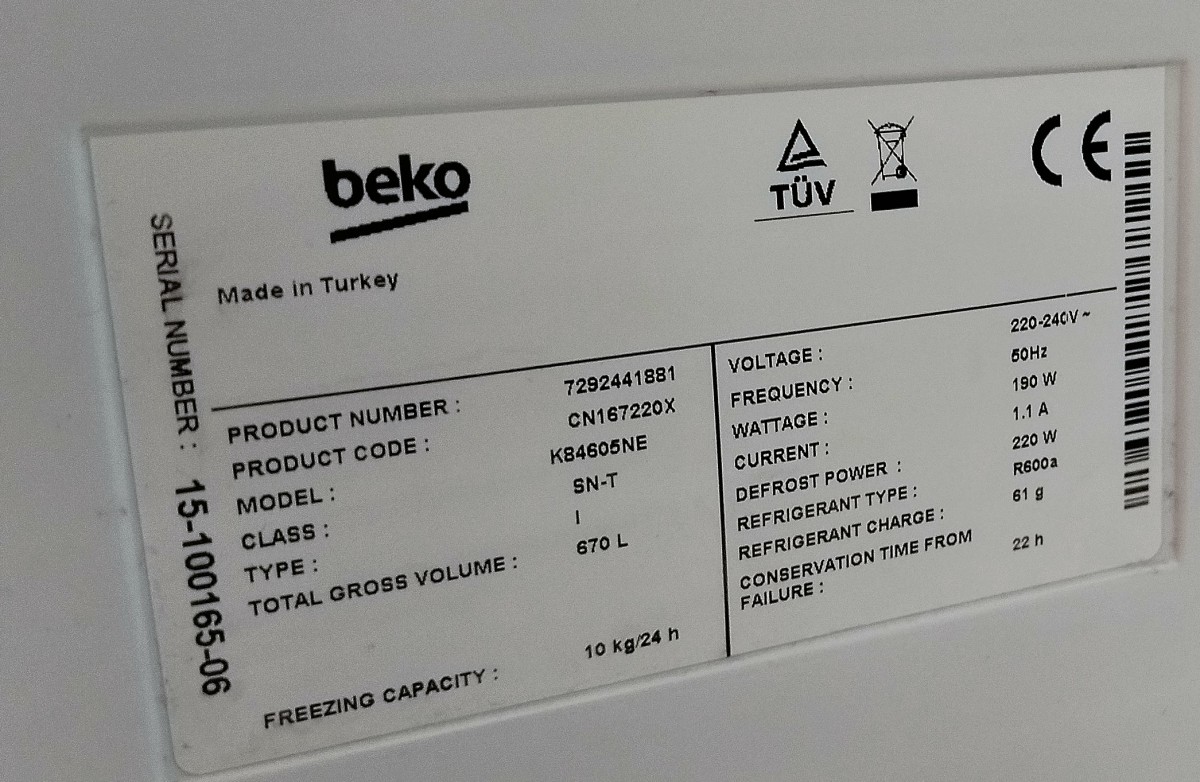 beko
TÜV
CE
Made in Turkey
SERIAL NUMBER : 15-100165-06
PRODUCT NUMBER : 7292441881
PRODUCT CODE : CN167220X
MODEL : K84605NE
CLASS : SN-T
TYPE : I
TOTAL GROSS VOLUME : 670 L
FREEZING CAPACITY : 10 kg/24 h
VOLTAGE : 220-240V ~
FREQUENCY : 50Hz
WATTAGE : 190 W
CURRENT : 1.1 A
DEFROST POWER : 220 W
REFRIGERANT TYPE : R600a
REFRIGERANT CHARGE : 61 g
CONSERVATION TIME FROM
FAILURE : 22 h